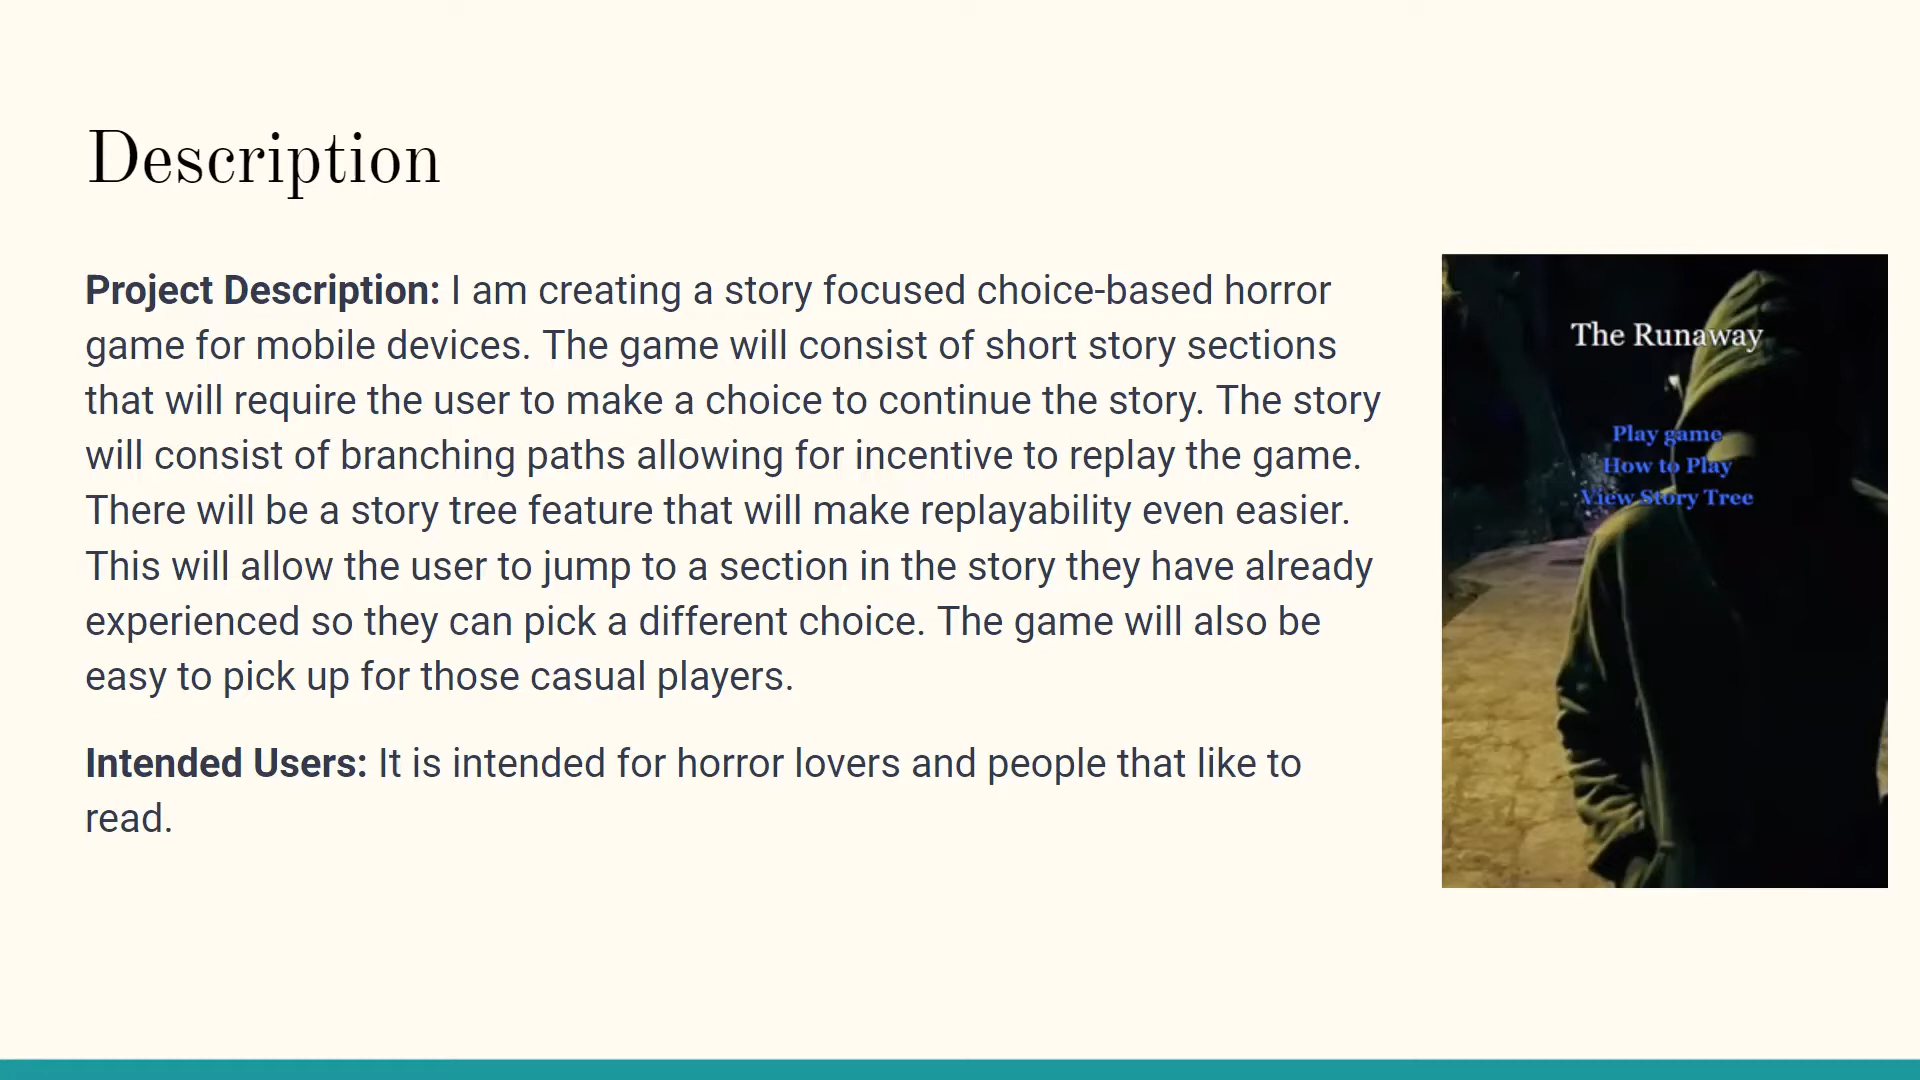 Description
Project Description: I am creating a story focused choice-based horror
game for mobile devices. The game will consist of short story sections
that will require the user to make a choice to continue the story. The story
will consist of branching paths allowing for incentive to replay the game.
There will be a story tree feature that will make replayability even easier.
This will allow the user to jump to a section in the story they have already
experienced so they can pick a different choice. The game will also be
easy to pick up for those casual players.
Intended Users: It is intended for horror lovers and people that like to
read.
The Runaway
Play game
How to Play
View Story Tree